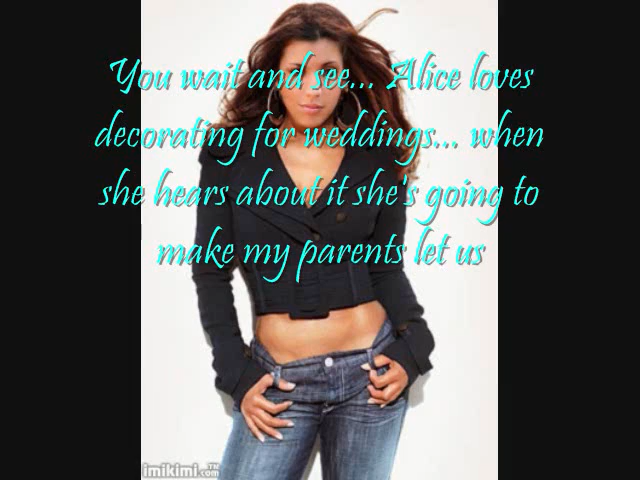 You wait and see... Alice loves
decorating for weddings... when
she hears about it she's going to
make my parents let us
imikimi.com™